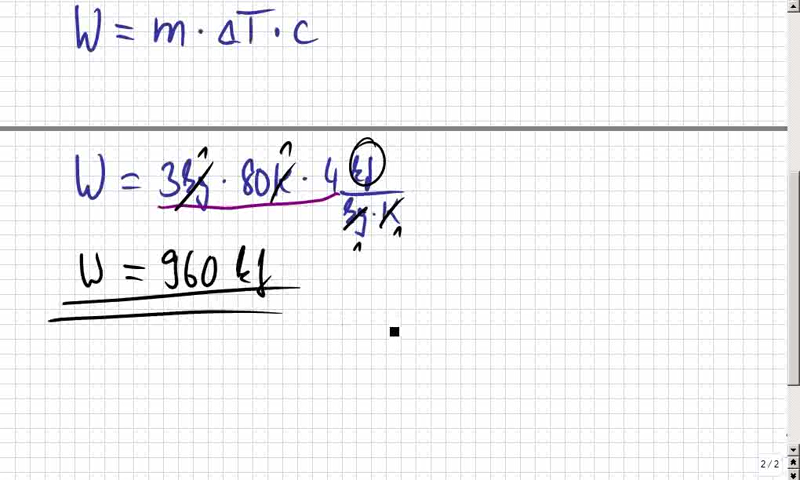 W = m · ΔT · c
W = 3kg · 80K · 4 kJ/kg·K
W = 960 kJ
2/2